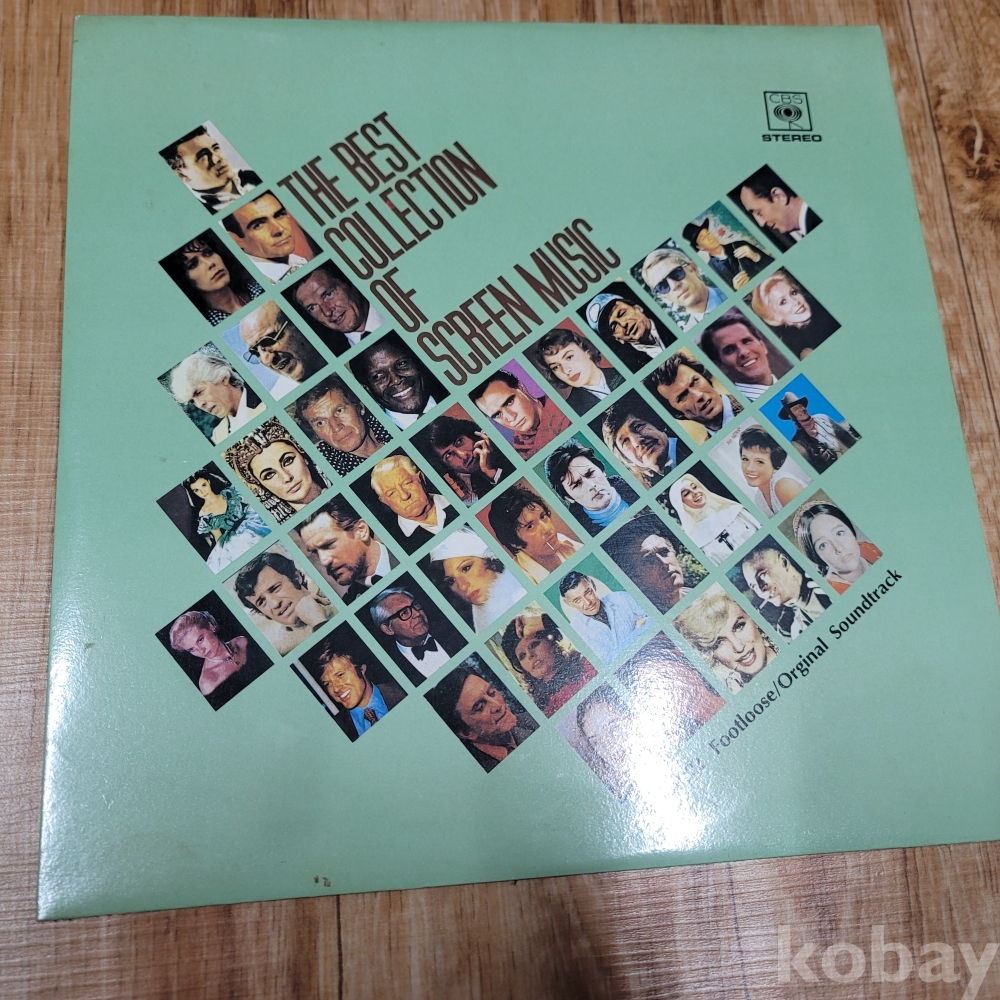 CBS
STEREO
THE BEST
COLLECTION
OF
SCREEN MUSIC
Footloose/Orginal Soundtrack
kobay